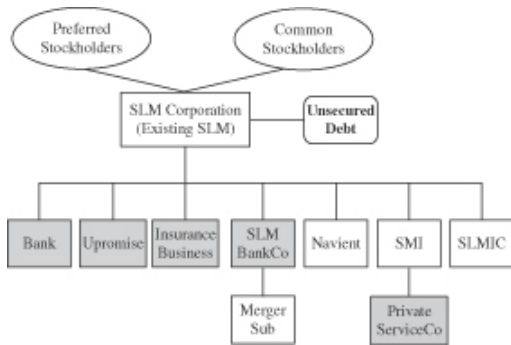 Preferred
Stockholders
Common
Stockholders
SLM Corporation
(Existing SLM)
Unsecured
Debt
Bank
Upromise
Insurance
Business
SLM
BankCo
Navient
SMI
SLMIC
Merger
Sub
Private
ServiceCo